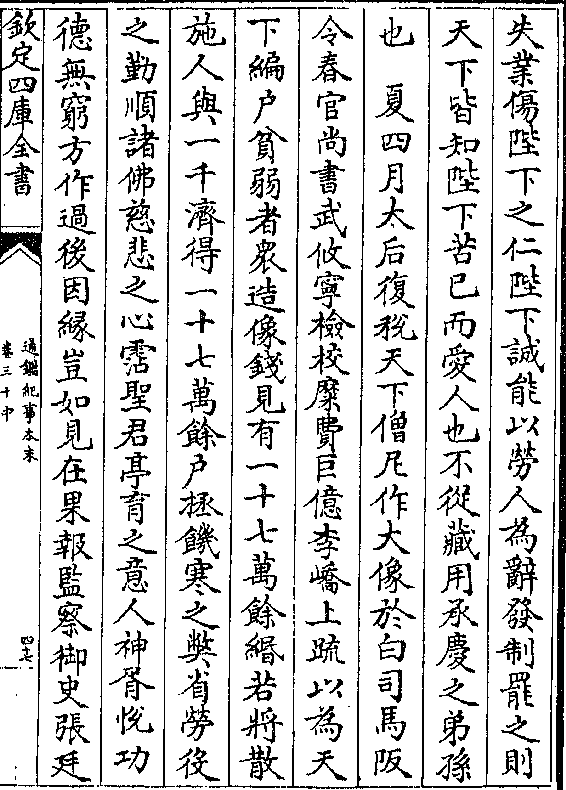 失業傷陛下之仁陛下誠能以勞人為辭發制罷之則
天下皆知陛下苦已而愛人也不從藏用承慶之弟孫
也　夏四月太后復稅天下僧尼作大像於白司馬阪
令春官尚書武攸寧檢校糜費巨億李嶠上疏以為天
下編户貧弱者衆造像錢見有一十七萬餘緡若將散
施人與一千濟得一十七萬餘户拯饑寒之弊省勞役
之勤順諸佛慈悲之心霑聖君亭育之意人神胥悦功
德無窮方作過後因緣豈如見在果報監察御史張廷
欽定四庫全書
通鑑紀事本末
卷三十中
四七